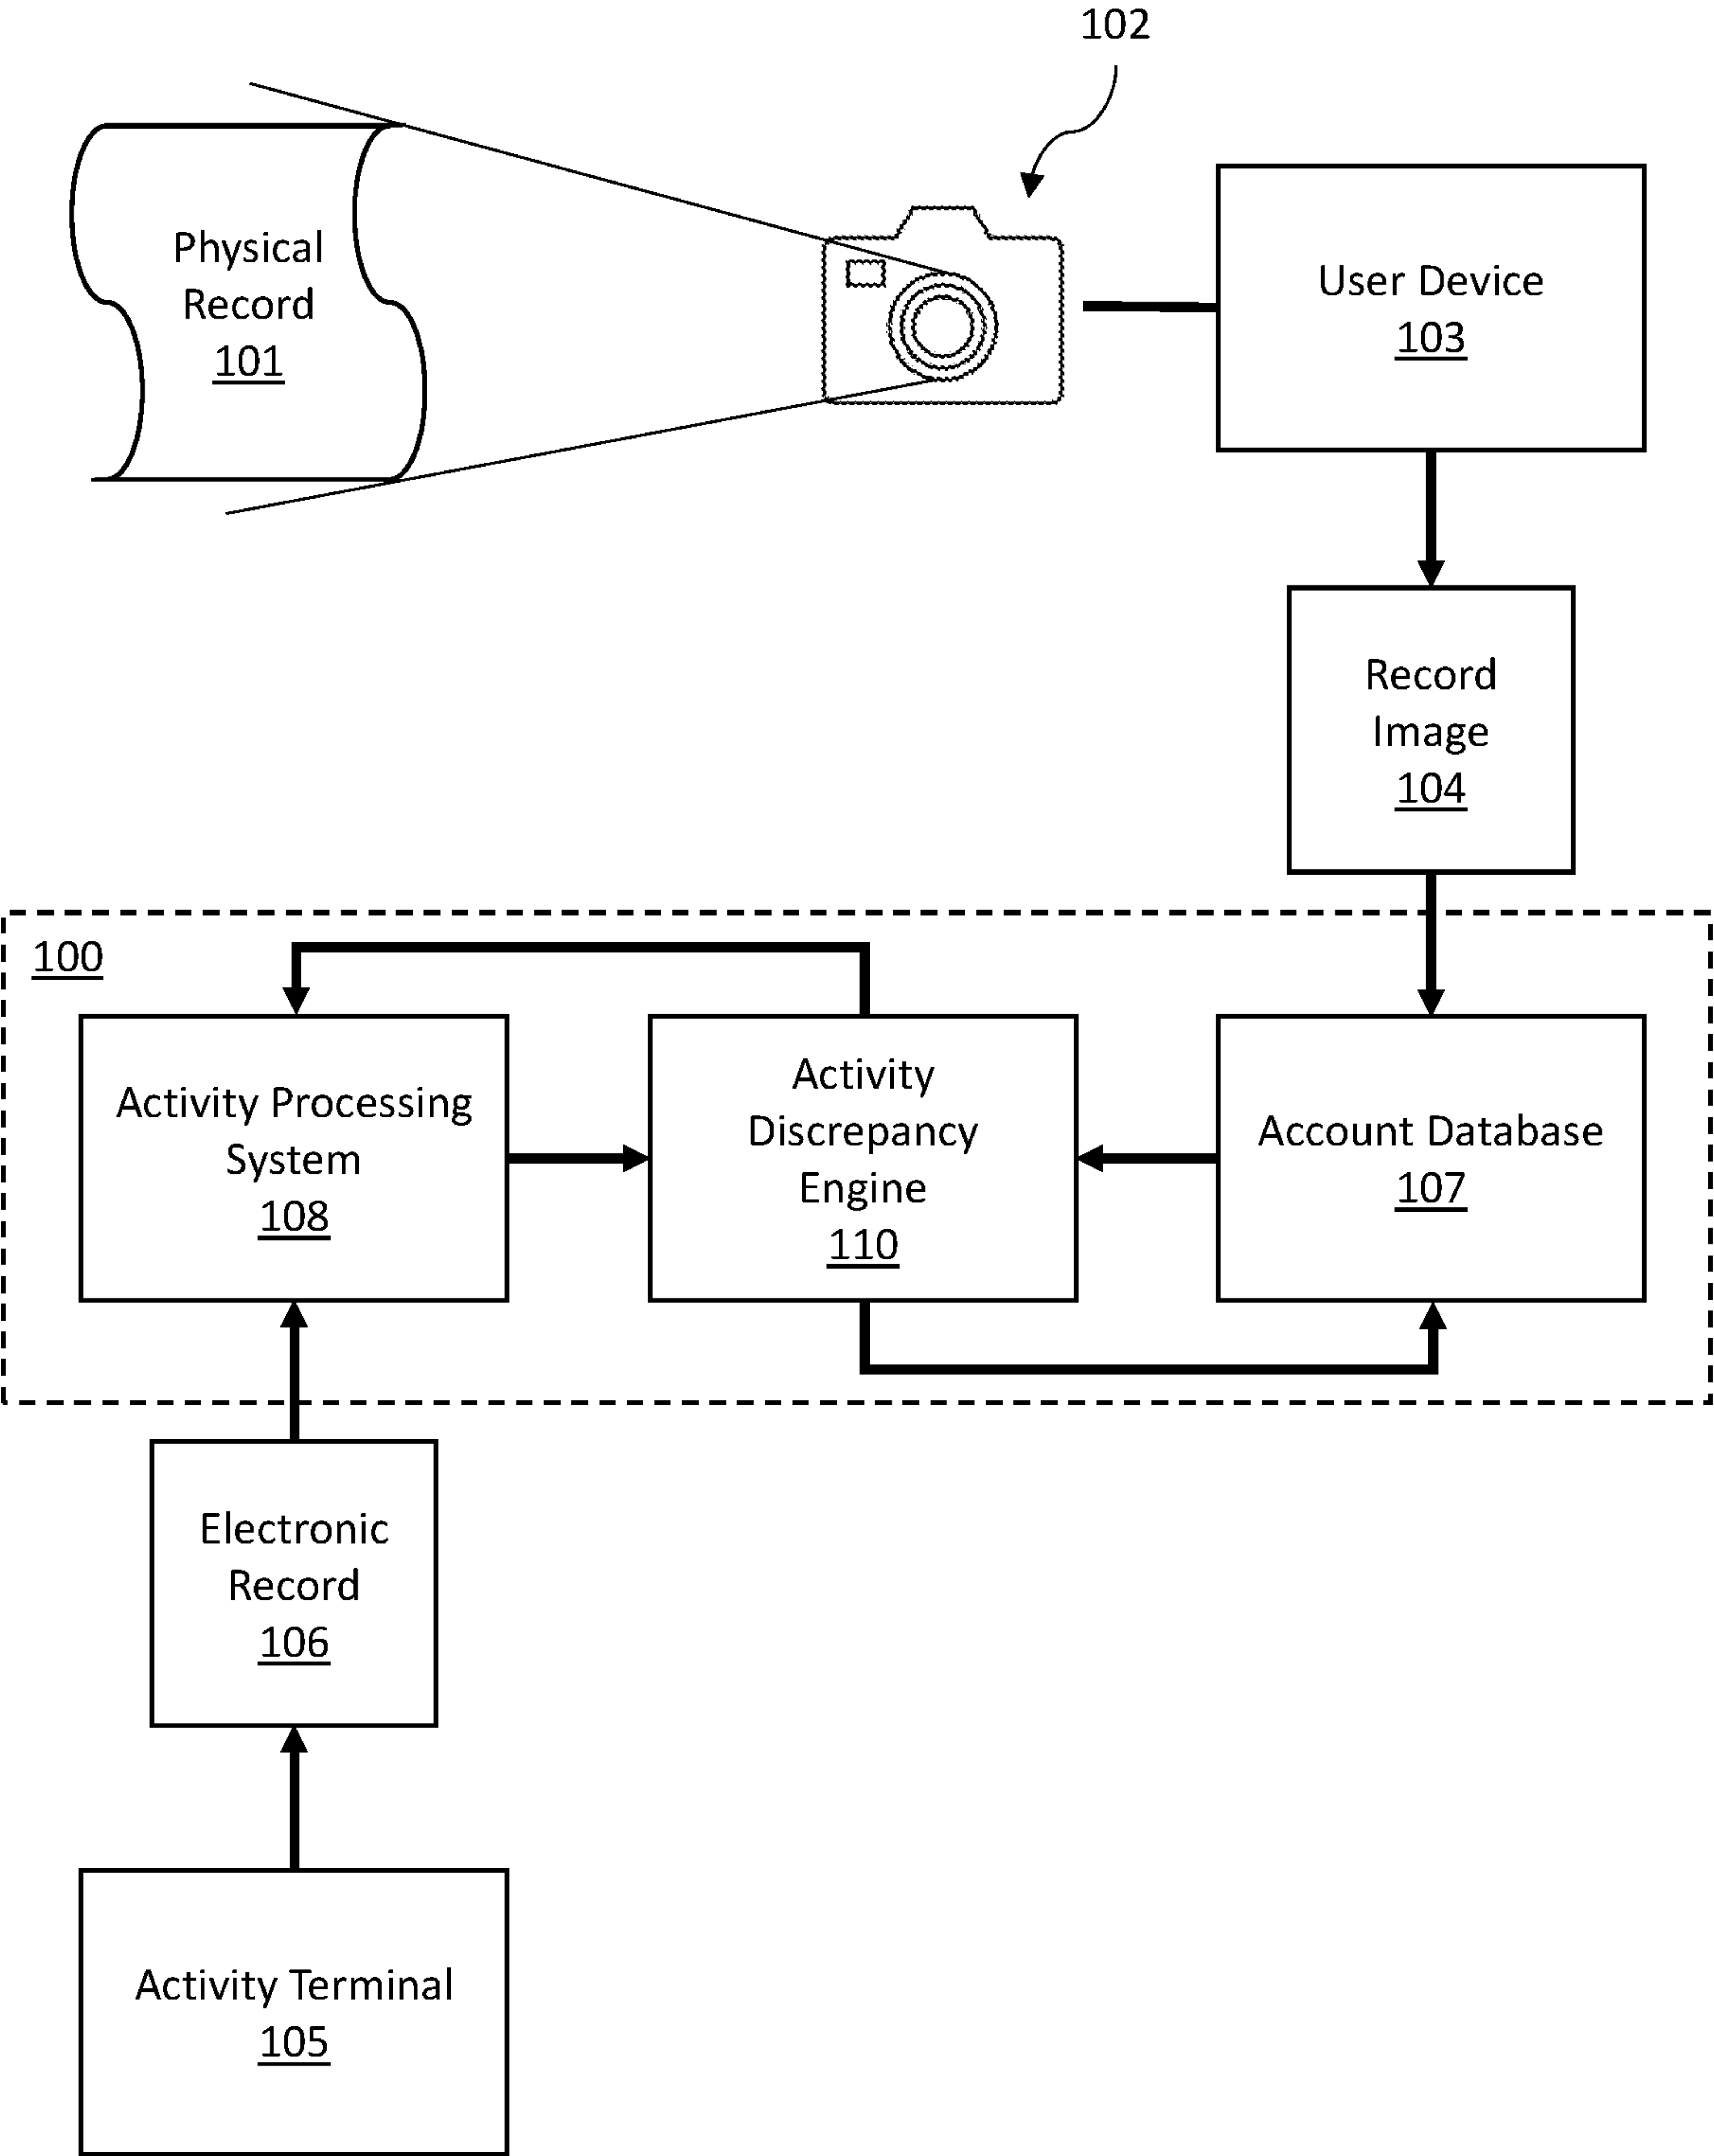 102
Physical
Record
101
User Device
103
Record
Image
104
100
Activity Processing
System
108
Activity
Discrepancy
Engine
110
Account Database
107
Electronic
Record
106
Activity Terminal
105